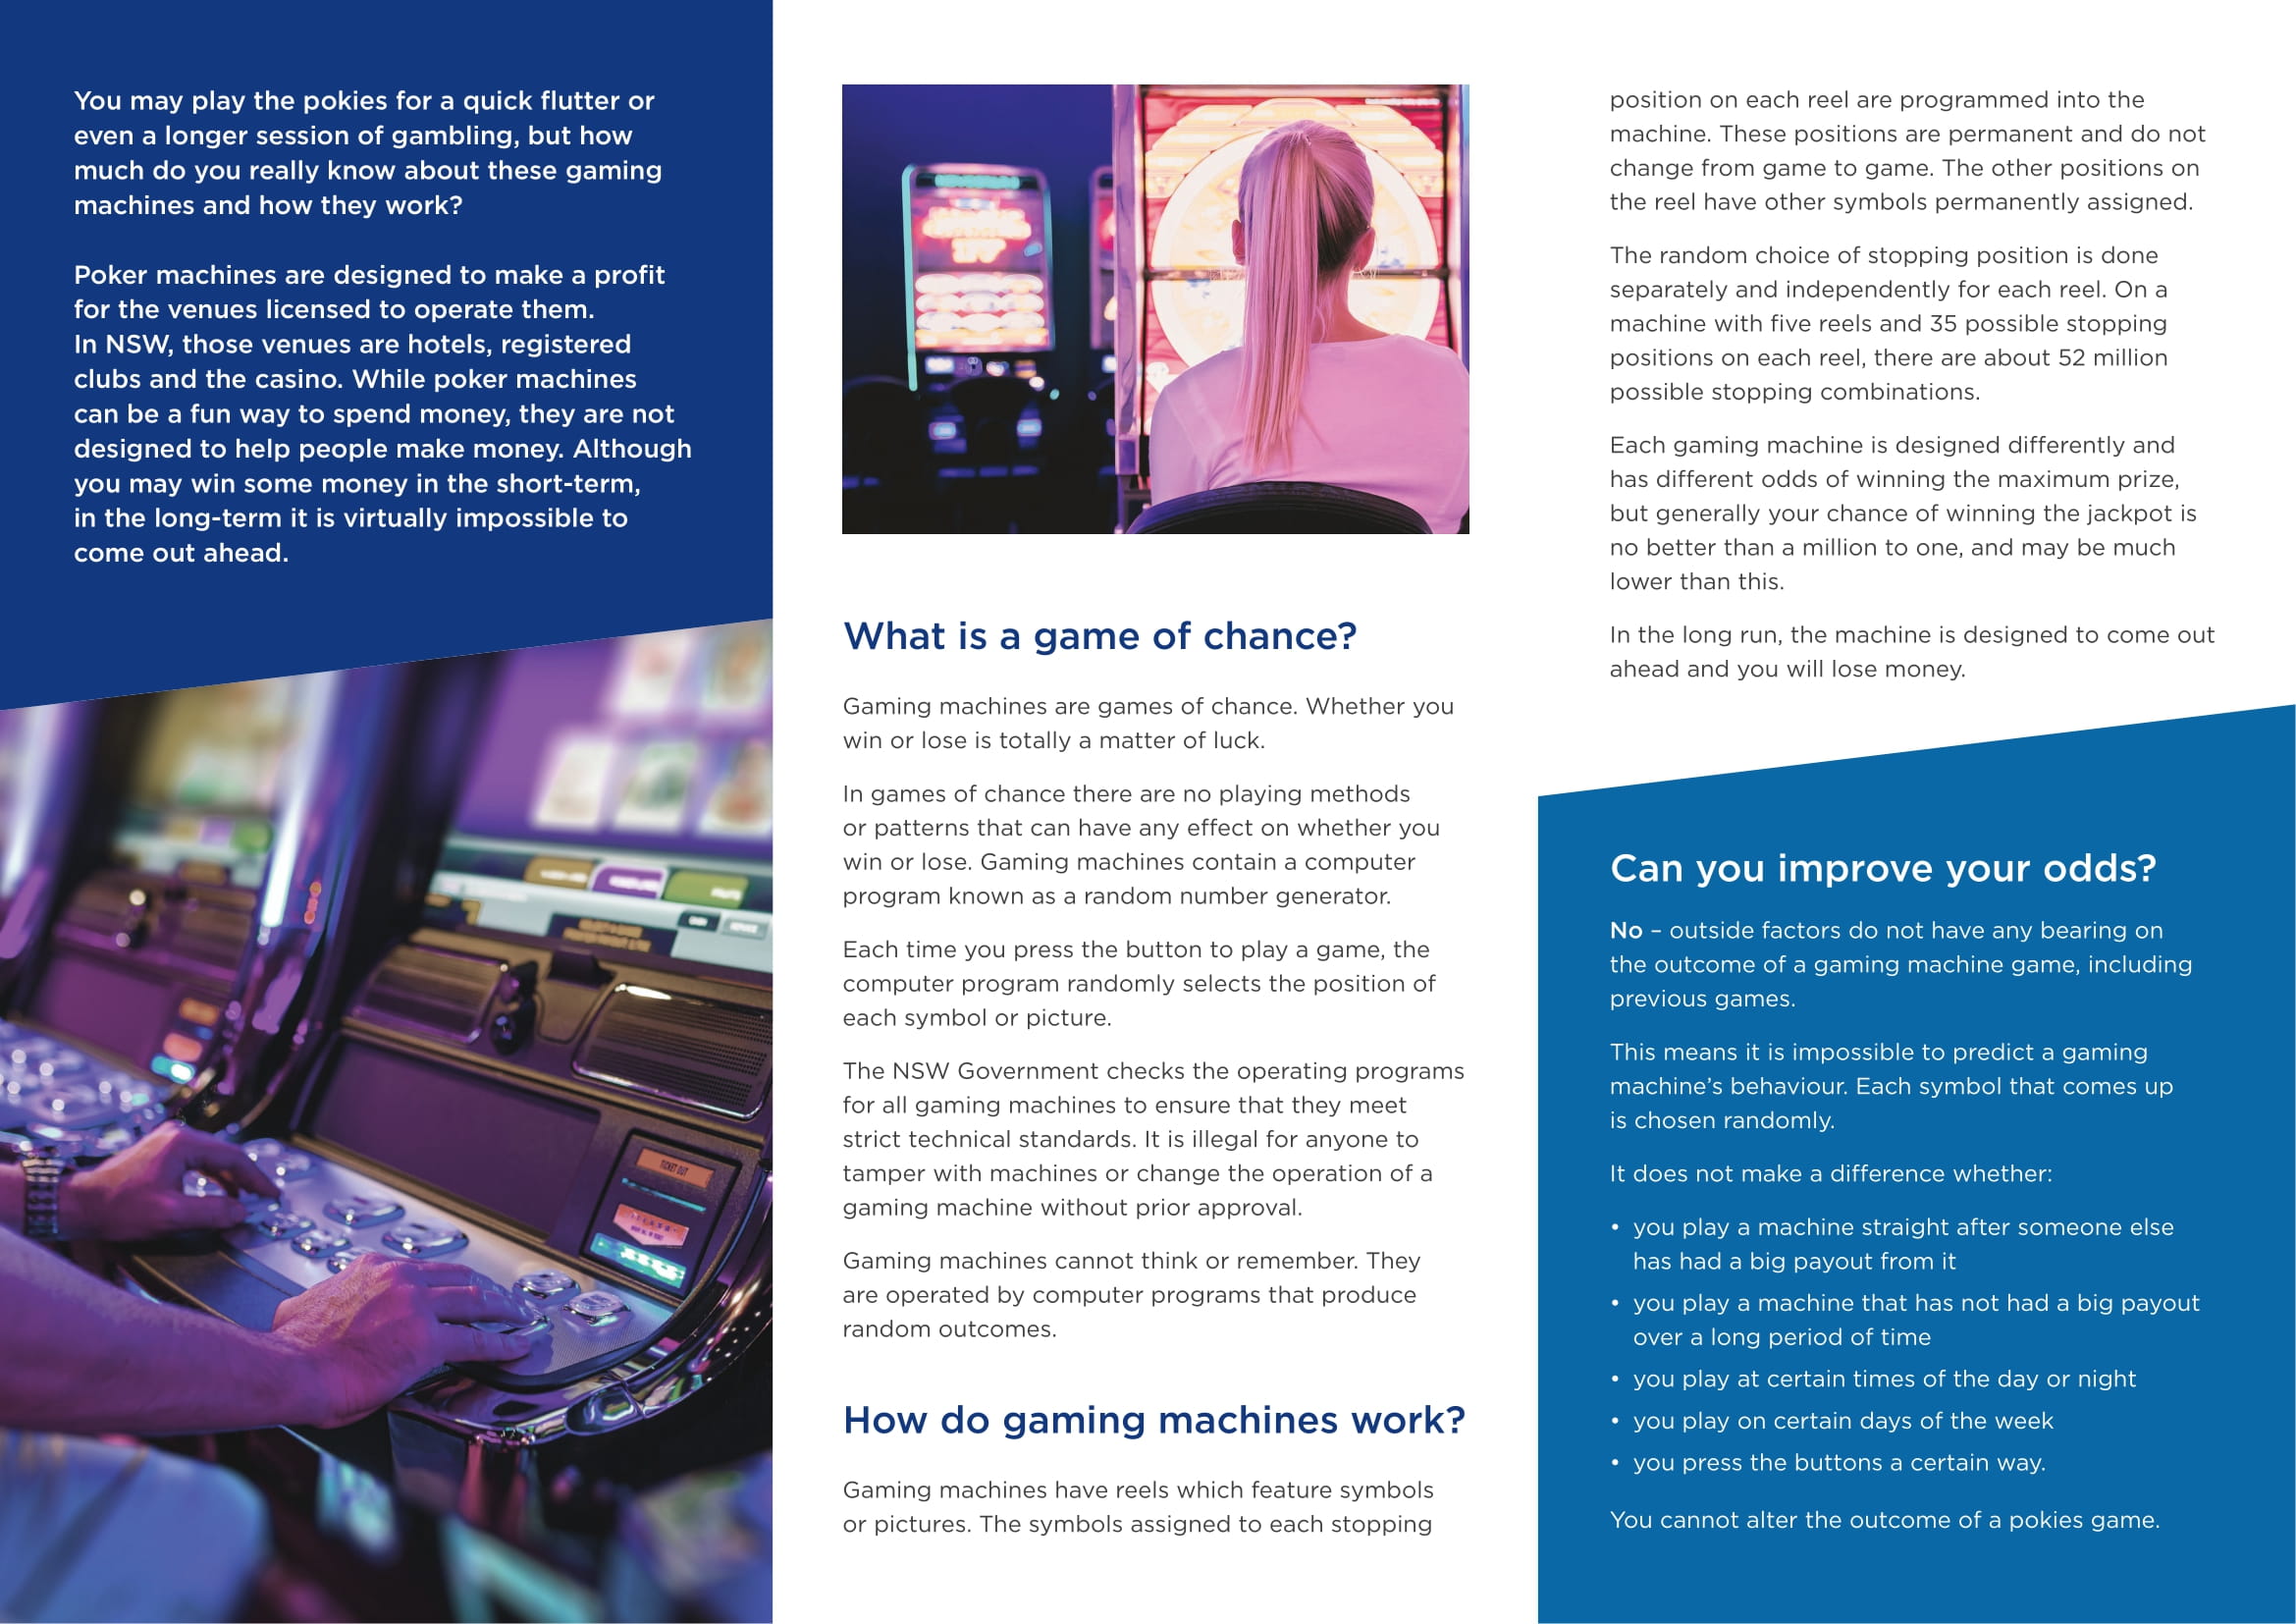 You may play the pokies for a quick flutter or
even a longer session of gambling, but how
much do you really know about these gaming
machines and how they work?
Poker machines are designed to make a profit
for the venues licensed to operate them.
In NSW, those venues are hotels, registered
clubs and the casino. While poker machines
can be a fun way to spend money, they are not
designed to help people make money. Although
you may win some money in the short-term,
in the long-term it is virtually impossible to
come out ahead.
TICKET OUT
What is a game of chance?
Gaming machines are games of chance. Whether you
win or lose is totally a matter of luck.
In games of chance there are no playing methods
or patterns that can have any effect on whether you
win or lose. Gaming machines contain a computer
program known as a random number generator.
Each time you press the button to play a game, the
computer program randomly selects the position of
each symbol or picture.
The NSW Government checks the operating programs
for all gaming machines to ensure that they meet
strict technical standards. It is illegal for anyone to
tamper with machines or change the operation of a
gaming machine without prior approval.
Gaming machines cannot think or remember. They
are operated by computer programs that produce
random outcomes.
How do gaming machines work?
Gaming machines have reels which feature symbols
or pictures. The symbols assigned to each stopping
position on each reel are programmed into the
machine. These positions are permanent and do not
change from game to game. The other positions on
the reel have other symbols permanently assigned.
The random choice of stopping position is done
separately and independently for each reel. On a
machine with five reels and 35 possible stopping
positions on each reel, there are about 52 million
possible stopping combinations.
Each gaming machine is designed differently and
has different odds of winning the maximum prize,
but generally your chance of winning the jackpot is
no better than a million to one, and may be much
lower than this.
In the long run, the machine is designed to come out
ahead and you will lose money.
Can you improve your odds?
No – outside factors do not have any bearing on
the outcome of a gaming machine game, including
previous games.
This means it is impossible to predict a gaming
machine’s behaviour. Each symbol that comes up
is chosen randomly.
It does not make a difference whether:
• you play a machine straight after someone else
has had a big payout from it
• you play a machine that has not had a big payout
over a long period of time
• you play at certain times of the day or night
• you play on certain days of the week
• you press the buttons a certain way.
You cannot alter the outcome of a pokies game.